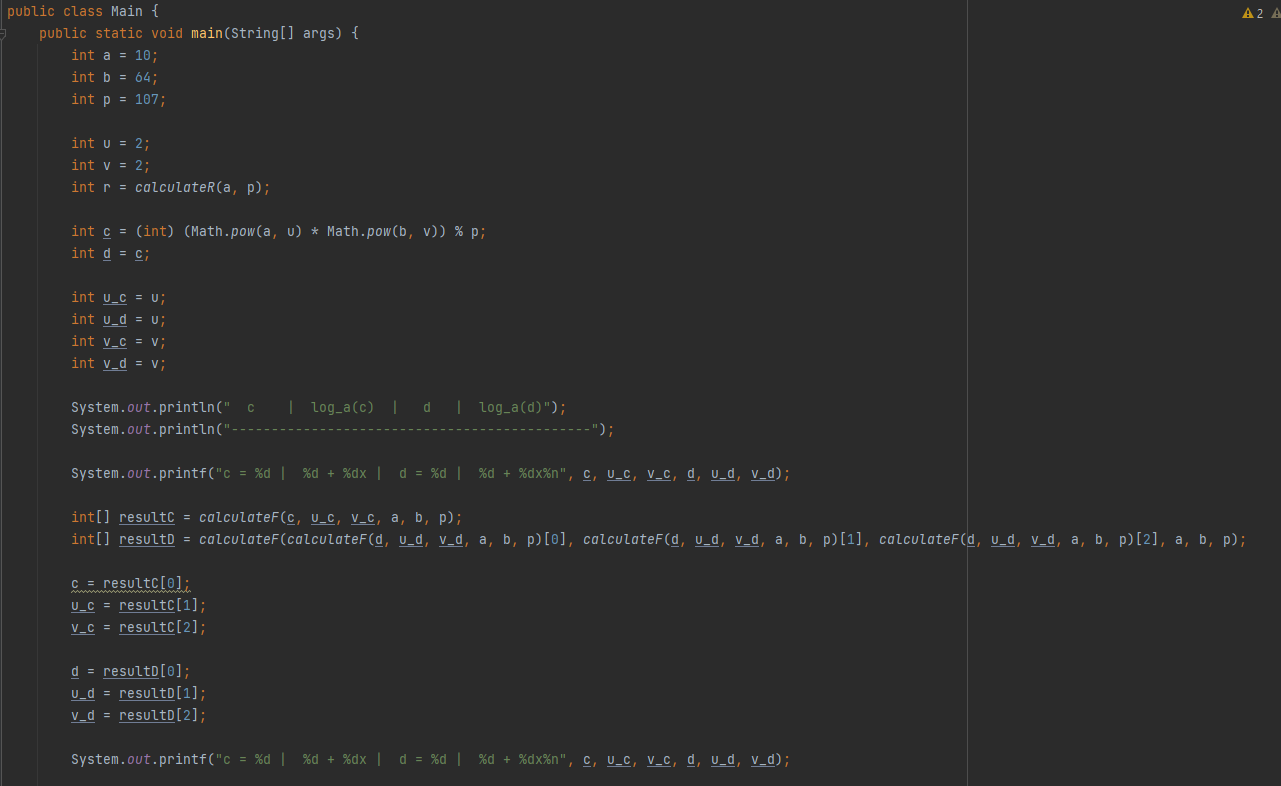 public class Main {
    public static void main(String[] args) {
        int a = 10;
        int b = 64;
        int p = 107;

        int u = 2;
        int v = 2;
        int r = calculateR(a, p);

        int c = (int) (Math.pow(a, u) * Math.pow(b, v)) % p;
        int d = c;

        int u_c = u;
        int u_d = u;
        int v_c = v;
        int v_d = v;

        System.out.println("  c    |  log_a(c)  |   d   |  log_a(d)");
        System.out.println("---------------------------------------------");

        System.out.printf("c = %d |  %d + %dx |  d = %d |  %d + %dx%n", c, u_c, v_c, d, u_d, v_d);

        int[] resultC = calculateF(c, u_c, v_c, a, b, p);
        int[] resultD = calculateF(calculateF(d, u_d, v_d, a, b, p)[0], calculateF(d, u_d, v_d, a, b, p)[1], calculateF(d, u_d, v_d, a, b, p)[2], a, b, p);

        c = resultC[0];
        u_c = resultC[1];
        v_c = resultC[2];

        d = resultD[0];
        u_d = resultD[1];
        v_d = resultD[2];

        System.out.printf("c = %d |  %d + %dx |  d = %d |  %d + %dx%n", c, u_c, v_c, d, u_d, v_d);
2